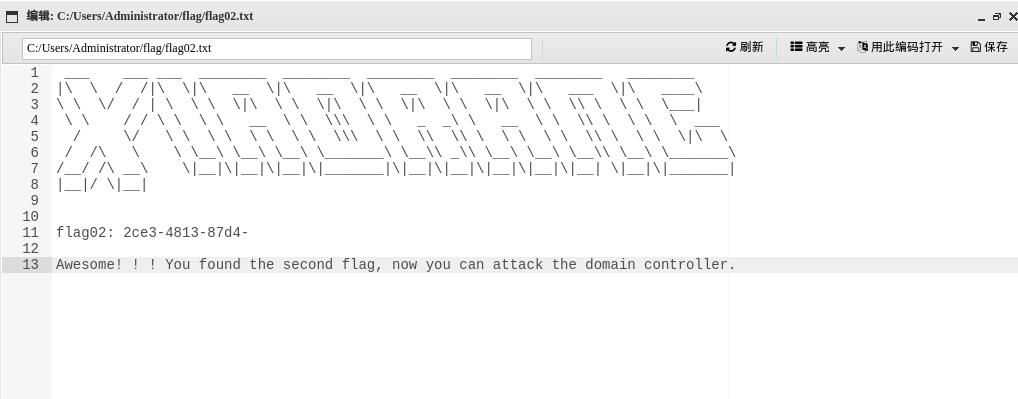 编辑: C:/Users/Administrator/flag/flag02.txt
C:/Users/Administrator/flag/flag02.txt 刷新 高亮 用此编码打开 保存
1
2
3
4
5
6
7
8
9
10
11 flag02: 2ce3-4813-87d4-
12
13 Awesome! ! ! You found the second flag, now you can attack the domain controller.